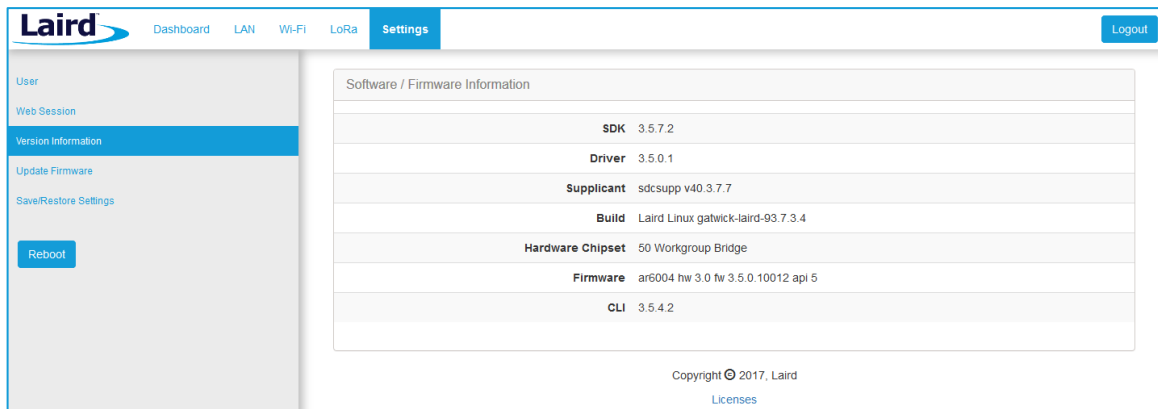 Laird
Dashboard LAN Wi-Fi LoRa Settings Logout
User
Web Session
Version Information
Update Firmware
Save/Restore Settings
Reboot
Software / Firmware Information
SDK 3.5.7.2
Driver 3.5.0.1
Supplicant sdcsupp v40.3.7.7
Build Laird Linux gatwick-laird-93.7.3.4
Hardware Chipset 50 Workgroup Bridge
Firmware ar6004 hw 3.0 fw 3.5.0.10012 api 5
CLI 3.5.4.2
Copyright © 2017, Laird
Licenses